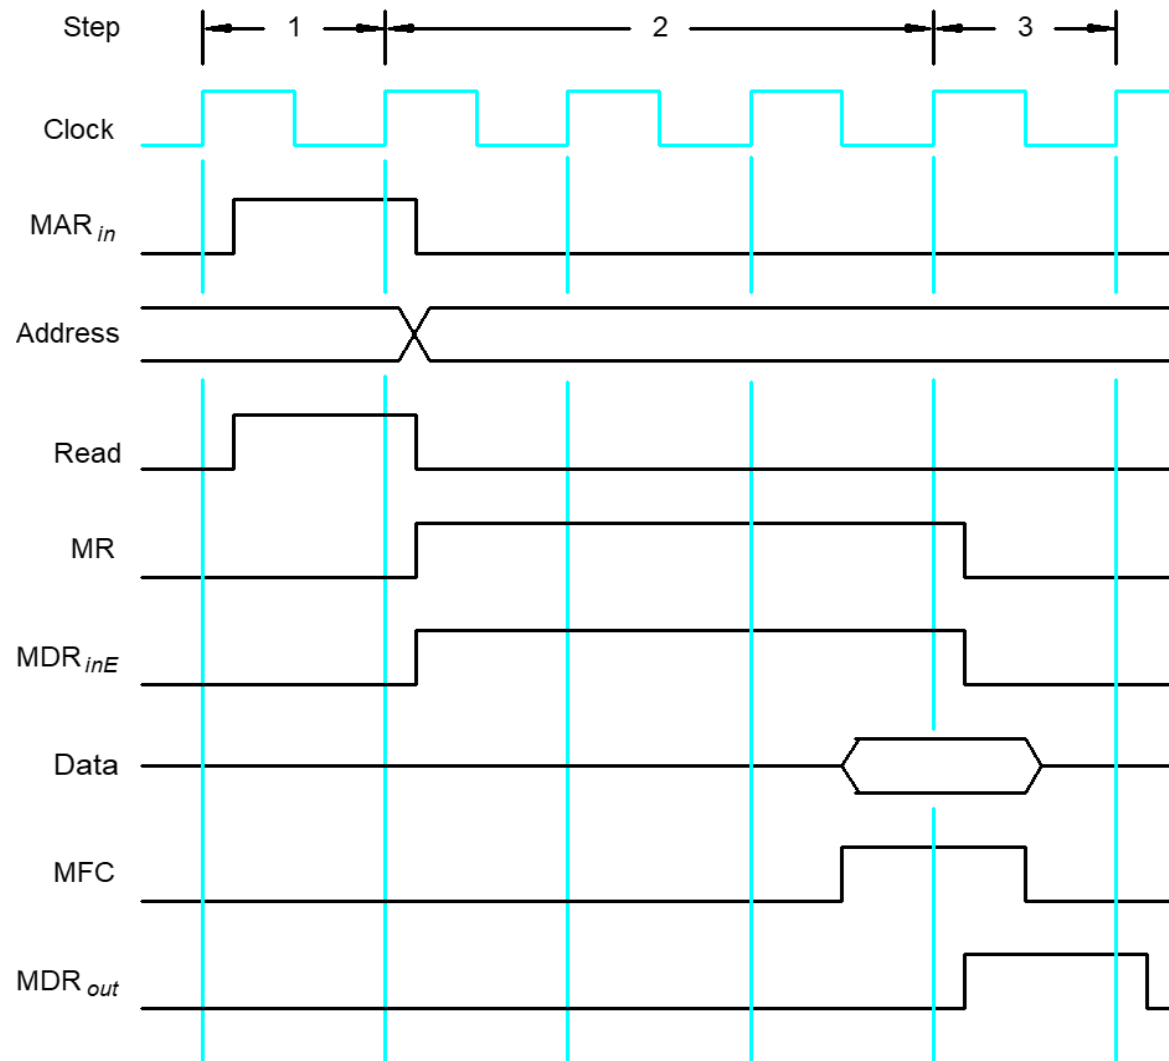 Step 1 2 3
Clock
MAR in
Address
Read
MR
MDR inE
Data
MFC
MDR out